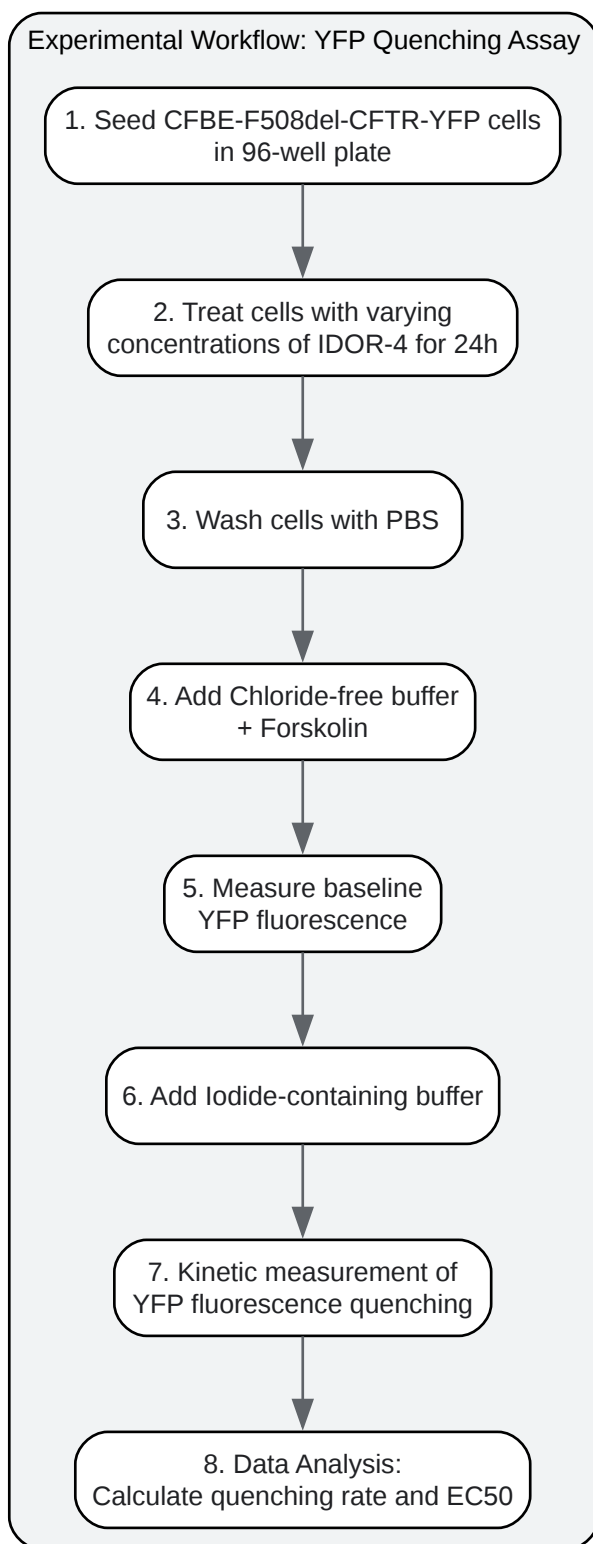 Experimental Workflow: YFP Quenching Assay
1. Seed CFBE-F508del-CFTR-YFP cells
in 96-well plate
2. Treat cells with varying
concentrations of IDOR-4 for 24h
3. Wash cells with PBS
4. Add Chloride-free buffer
+ Forskolin
5. Measure baseline
YFP fluorescence
6. Add Iodide-containing buffer
7. Kinetic measurement of
YFP fluorescence quenching
8. Data Analysis:
Calculate quenching rate and EC50